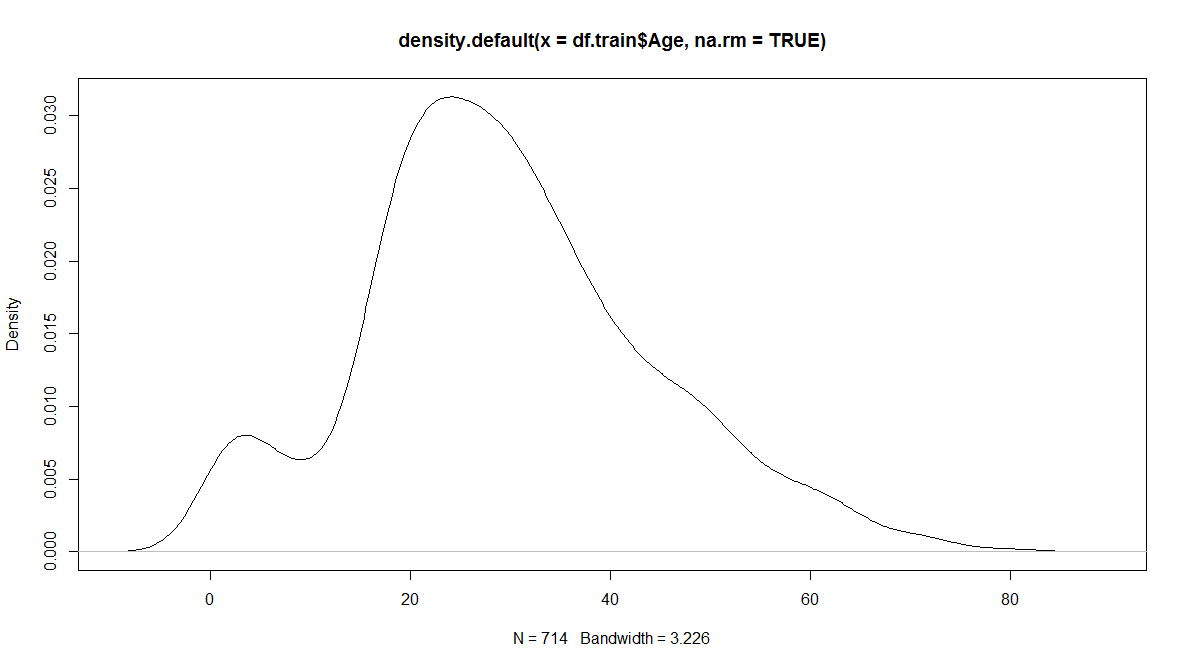 density.default(x = df.train$Age, na.rm = TRUE)
Density
0.030
0.025
0.020
0.015
0.010
0.005
0.000
0 20 40 60 80
N = 714 Bandwidth = 3.226